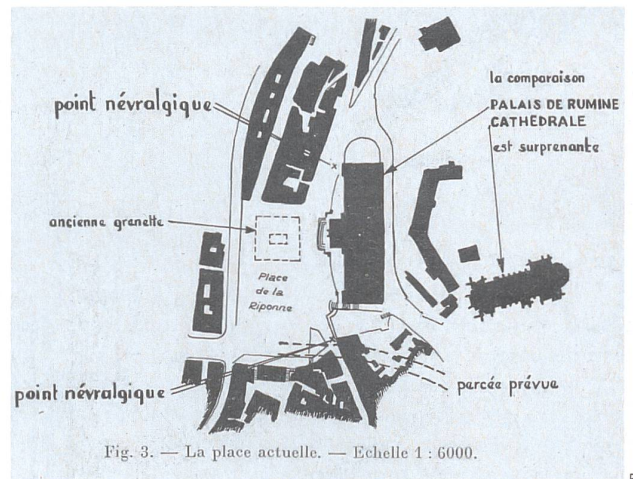 la comparaison
PALAIS DE RUMINE
CATHÉDRALE
est surprenante
point névralgique
ancienne grenette
Place
de la
Riponne
point névralgique
percée prévue
Fig. 3. — La place actuelle. — Echelle 1 : 6000.